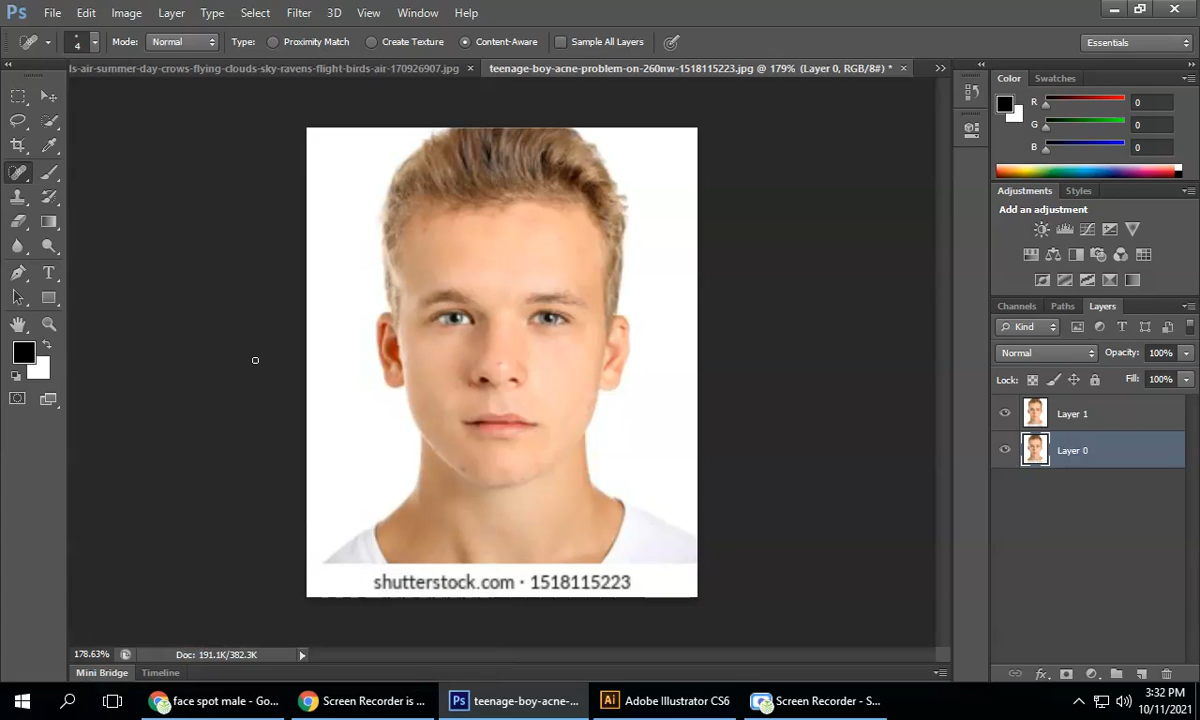 Ps File Edit Image Layer Type Select Filter 3D View Window Help
4 Mode: Normal Type: Proximity Match Create Texture Content-Aware Sample All Layers Essentials
ls-air-summer-day-crows-flying-clouds-sky-ravens-flight-birds-air-170926907.jpg × teenage-boy-acne-problem-on-260nw-1518115223.jpg @ 179% (Layer 0, RGB/8#) * ×
Color Swatches
R 0
G 0
B 0
Adjustments Styles
Add an adjustment
Channels Paths Layers
Kind
Normal Opacity: 100%
Lock: Fill: 100%
Layer 1
Layer 0
shutterstock.com · 1518115223
178.63% Doc: 191.1K/382.3K
Mini Bridge Timeline
face spot male - Go... Screen Recorder is ... Ps teenage-boy-acne-... Ai Adobe Illustrator CS6 Screen Recorder - S...
3:32 PM
10/11/2021